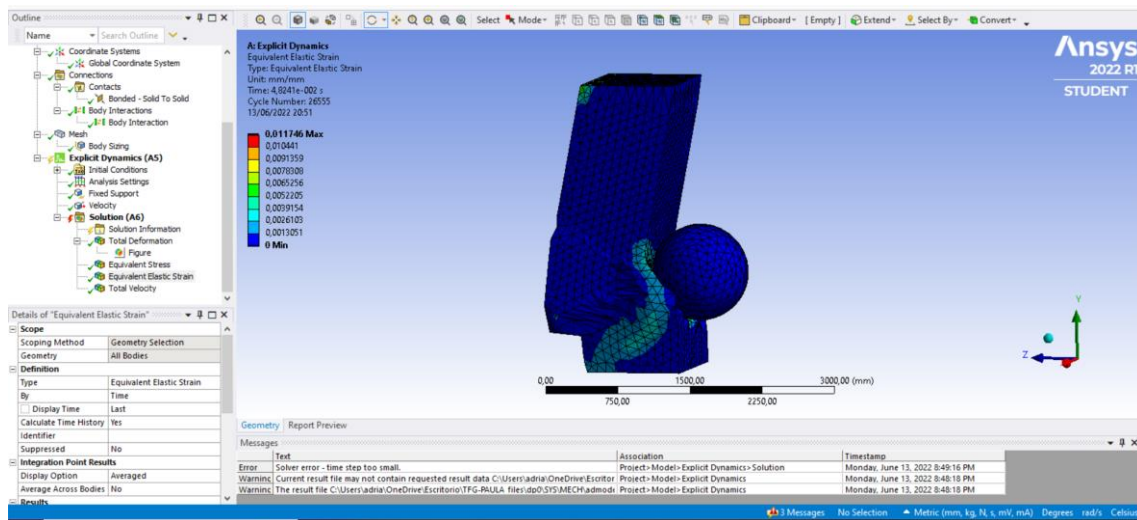 Outline
Name Search Outline
Coordinate Systems
Global Coordinate System
Connections
Contacts
Bonded - Solid To Solid
Body Interactions
Body Interaction
Mesh
Body Sizing
Explicit Dynamics (A5)
Initial Conditions
Analysis Settings
Fixed Support
Velocity
Solution (A6)
Solution Information
Total Deformation
Figure
Equivalent Stress
Equivalent Elastic Strain
Total Velocity
Details of "Equivalent Elastic Strain"
Scope
Scoping Method Geometry Selection
Geometry All Bodies
Definition
Type Equivalent Elastic Strain
By Time
Display Time Last
Calculate Time History Yes
Identifier
Suppressed No
Integration Point Results
Display Option Averaged
Average Across Bodies No
Results
Select Mode Clipboard [ Empty ] Extend Select By Convert
A: Explicit Dynamics
Equivalent Elastic Strain
Type: Equivalent Elastic Strain
Unit: mm/mm
Time: 4,8241e-002 s
Cycle Number: 26555
13/06/2022 20:51
0,011746 Max
0,010441
0,0091359
0,0078308
0,0065256
0,0052205
0,0039154
0,0026103
0,0013051
0 Min
Ansys
2022 R1
STUDENT
Y
Z
0,00 1500,00 3000,00 (mm)
750,00 2250,00
Geometry Report Preview
Messages
Text Association Timestamp
Error Solver error - time step too small. Project>Model>Explicit Dynamics>Solution Monday, June 13, 2022 8:49:16 PM
Warning Current result file may not contain requested result data C:\Users\adria\OneDrive\Escritor Project>Model>Explicit Dynamics Monday, June 13, 2022 8:48:18 PM
Warning The result file C:\Users\adria\OneDrive\Escritorio\TFG-PAULA files\dp0\SYS\MECH\admodi Project>Model>Explicit Dynamics Monday, June 13, 2022 8:48:18 PM
3 Messages No Selection Metric (mm, kg, N, s, mV, mA) Degrees rad/s Celsius